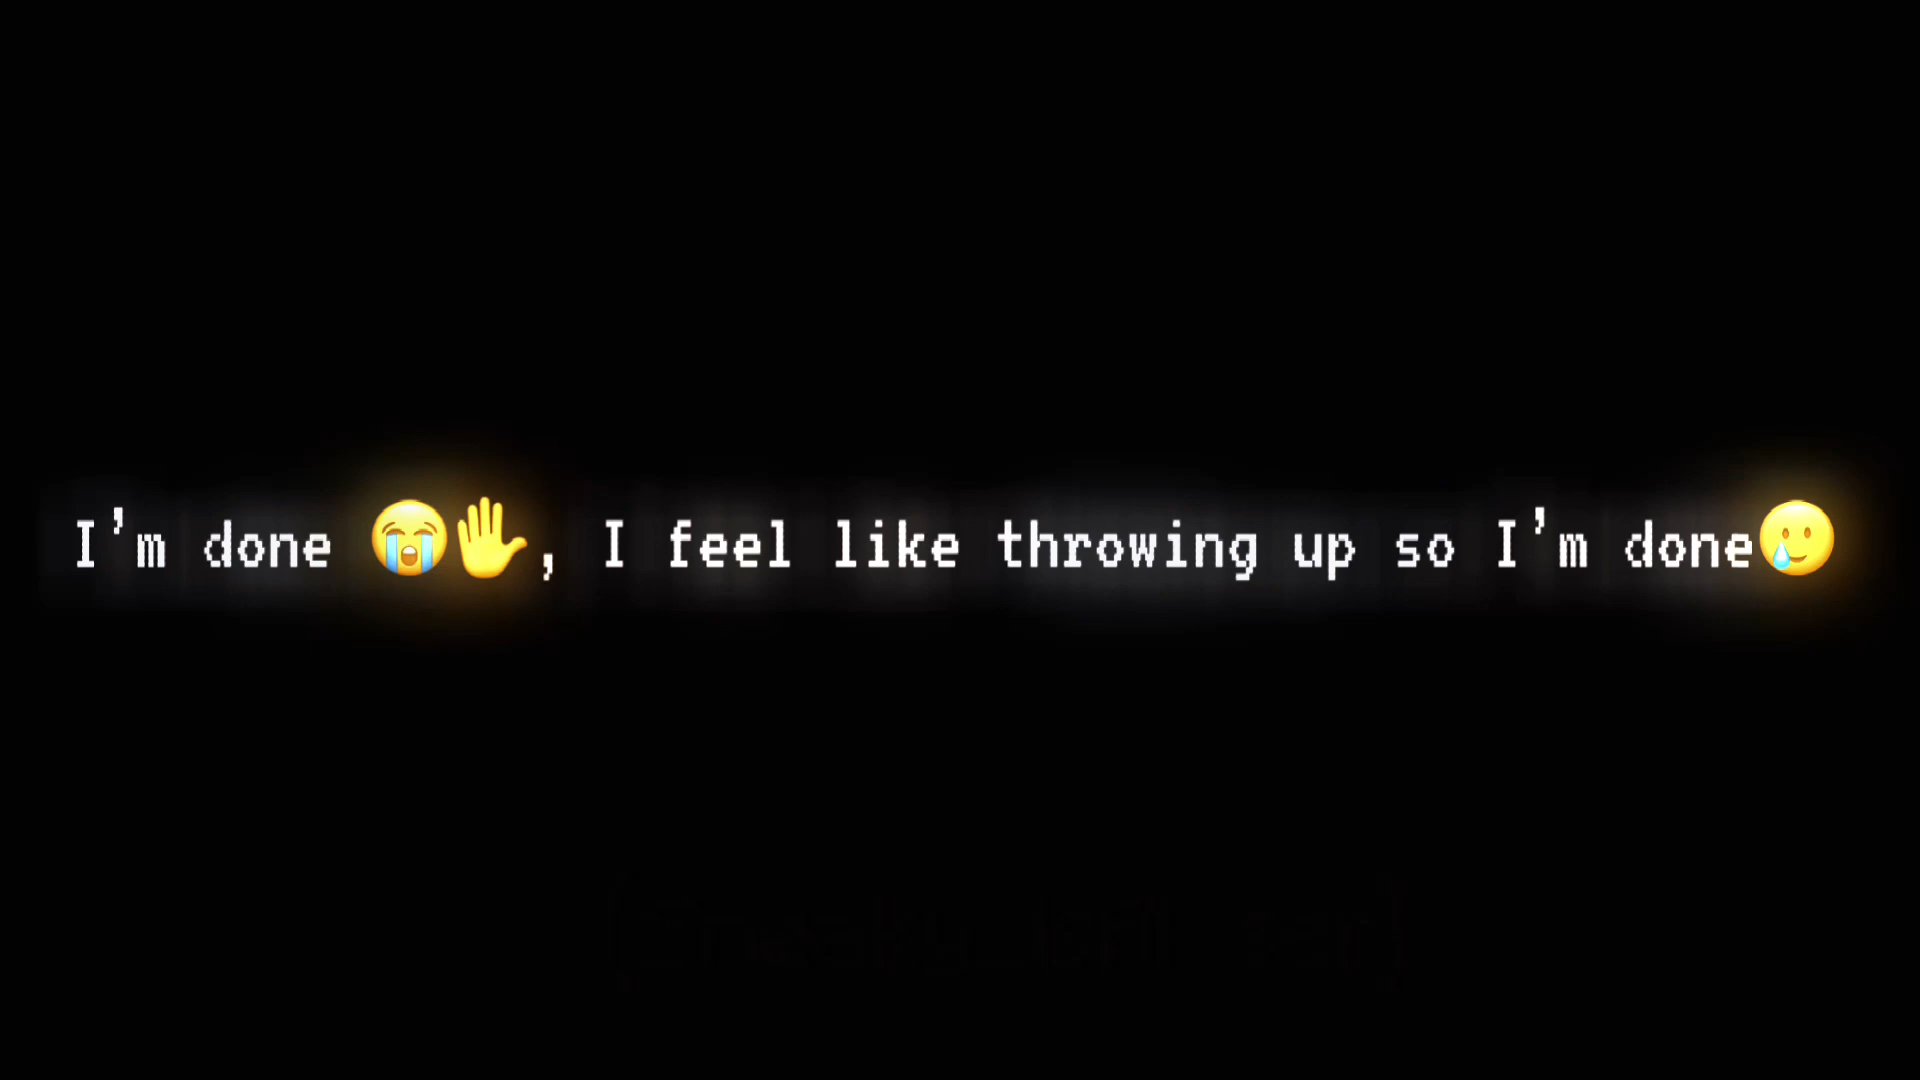 I'm done 😭✋, I feel like throwing up so I'm done🥲